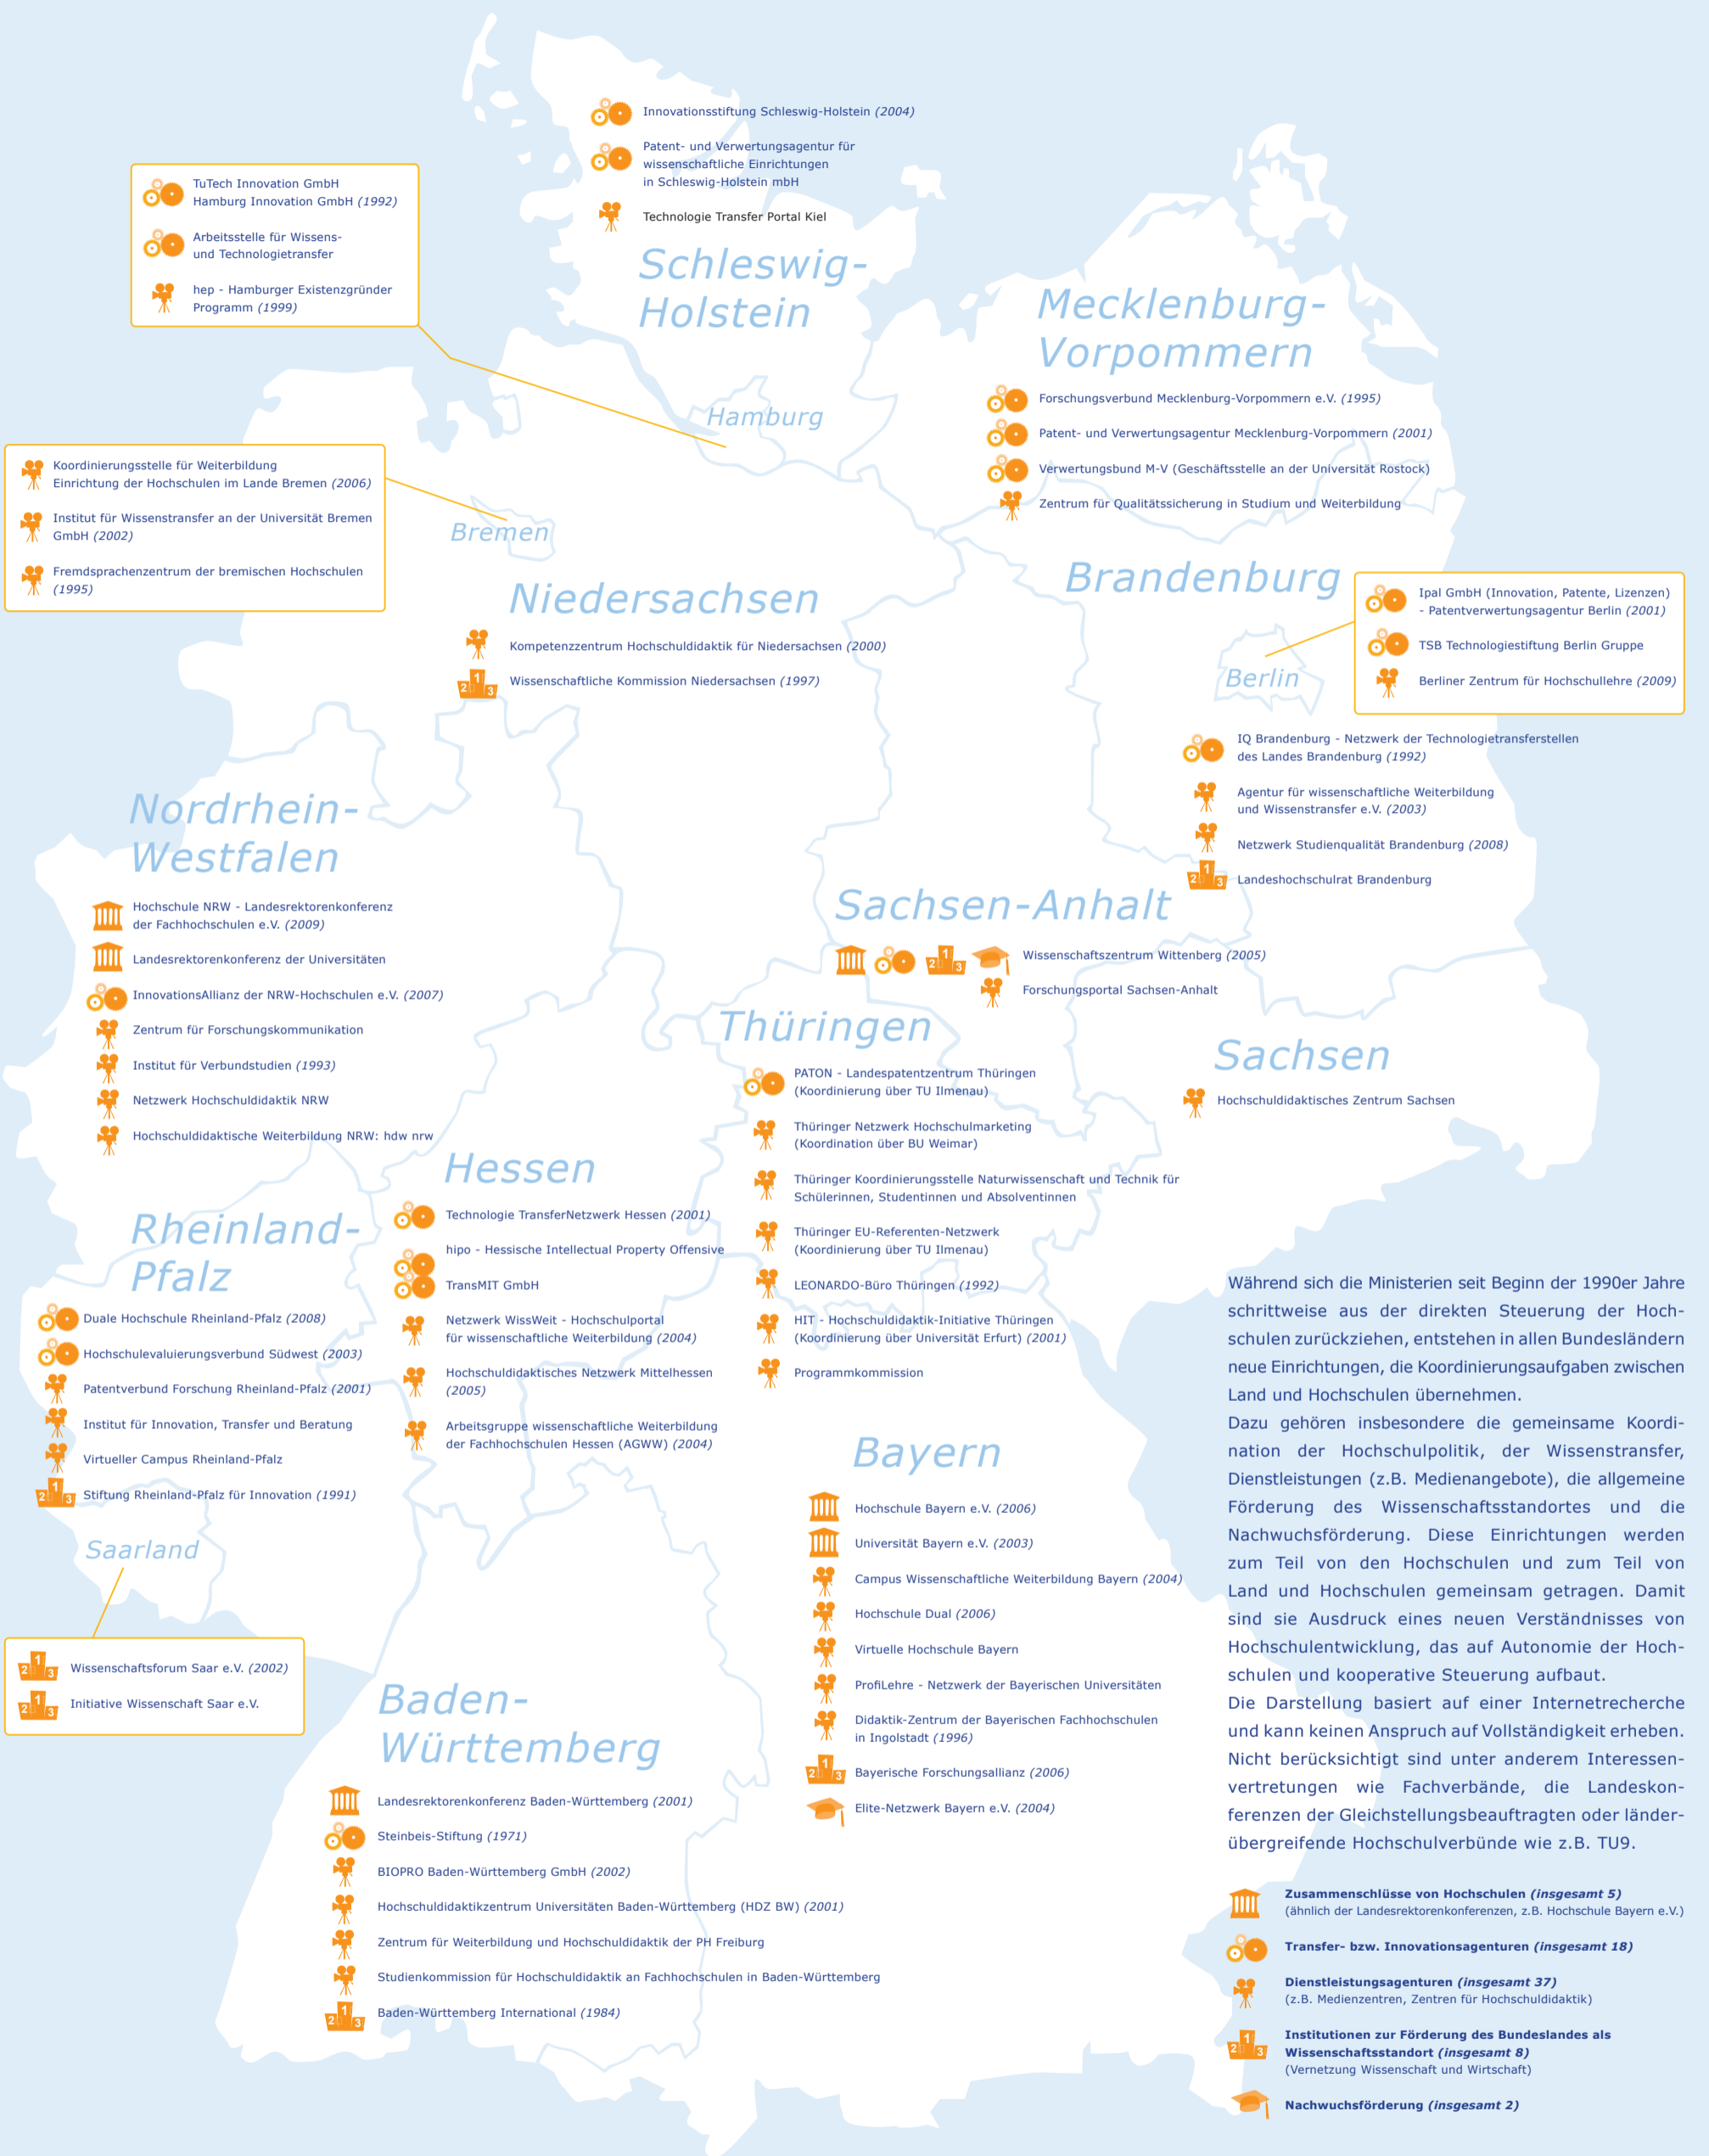 Innovationsstiftung Schleswig-Holstein (2004)
Patent- und Verwertungsagentur für
wissenschaftliche Einrichtungen
in Schleswig-Holstein mbH
Technologie Transfer Portal Kiel
Schleswig-
Holstein
TuTech Innovation GmbH
Hamburg Innovation GmbH (1992)
Arbeitsstelle für Wissens-
und Technologietransfer
hep - Hamburger Existenzgründer
Programm (1999)
Hamburg
Mecklenburg-
Vorpommern
Forschungsverbund Mecklenburg-Vorpommern e.V. (1995)
Patent- und Verwertungsagentur Mecklenburg-Vorpommern (2001)
Verwertungsbund M-V (Geschäftsstelle an der Universität Rostock)
Zentrum für Qualitätssicherung in Studium und Weiterbildung
Koordinierungsstelle für Weiterbildung
Einrichtung der Hochschulen im Lande Bremen (2006)
Institut für Wissenstransfer an der Universität Bremen
GmbH (2002)
Fremdsprachenzentrum der bremischen Hochschulen
(1995)
Bremen
Niedersachsen
Kompetenzzentrum Hochschuldidaktik für Niedersachsen (2000)
2 1 3
Wissenschaftliche Kommission Niedersachsen (1997)
Brandenburg
Ipal GmbH (Innovation, Patente, Lizenzen)
- Patentverwertungsagentur Berlin (2001)
TSB Technologiestiftung Berlin Gruppe
Berliner Zentrum für Hochschullehre (2009)
Berlin
IQ Brandenburg - Netzwerk der Technologietransferstellen
des Landes Brandenburg (1992)
Agentur für wissenschaftliche Weiterbildung
und Wissenstransfer e.V. (2003)
Netzwerk Studienqualität Brandenburg (2008)
2 1 3
Landeshochschulrat Brandenburg
Nordrhein-
Westfalen
Hochschule NRW - Landesrektorenkonferenz
der Fachhochschulen e.V. (2009)
Landesrektorenkonferenz der Universitäten
InnovationsAllianz der NRW-Hochschulen e.V. (2007)
Zentrum für Forschungskommunikation
Institut für Verbundstudien (1993)
Netzwerk Hochschuldidaktik NRW
Hochschuldidaktische Weiterbildung NRW: hdw nrw
Sachsen-Anhalt
2 1 3
Wissenschaftszentrum Wittenberg (2005)
Forschungsportal Sachsen-Anhalt
Thüringen
PATON - Landespatentzentrum Thüringen
(Koordinierung über TU Ilmenau)
Thüringer Netzwerk Hochschulmarketing
(Koordination über BU Weimar)
Thüringer Koordinierungsstelle Naturwissenschaft und Technik für
Schülerinnen, Studentinnen und Absolventinnen
Thüringer EU-Referenten-Netzwerk
(Koordinierung über TU Ilmenau)
LEONARDO-Büro Thüringen (1992)
HIT - Hochschuldidaktik-Initiative Thüringen
(Koordinierung über Universität Erfurt) (2001)
Programmkommission
Sachsen
Hochschuldidaktisches Zentrum Sachsen
Hessen
Technologie TransferNetzwerk Hessen (2001)
hipo - Hessische Intellectual Property Offensive
TransMIT GmbH
Netzwerk WissWeit - Hochschulportal
für wissenschaftliche Weiterbildung (2004)
Hochschuldidaktisches Netzwerk Mittelhessen
(2005)
Arbeitsgruppe wissenschaftliche Weiterbildung
der Fachhochschulen Hessen (AGWW) (2004)
Rheinland-
Pfalz
Duale Hochschule Rheinland-Pfalz (2008)
Hochschulevaluierungsverbund Südwest (2003)
Patentverbund Forschung Rheinland-Pfalz (2001)
Institut für Innovation, Transfer und Beratung
Virtueller Campus Rheinland-Pfalz
2 1 3
Stiftung Rheinland-Pfalz für Innovation (1991)
Saarland
2 1 3
Wissenschaftsforum Saar e.V. (2002)
2 1 3
Initiative Wissenschaft Saar e.V.
Bayern
Hochschule Bayern e.V. (2006)
Universität Bayern e.V. (2003)
Campus Wissenschaftliche Weiterbildung Bayern (2004)
Hochschule Dual (2006)
Virtuelle Hochschule Bayern
ProfiLehre - Netzwerk der Bayerischen Universitäten
Didaktik-Zentrum der Bayerischen Fachhochschulen
in Ingolstadt (1996)
2 1 3
Bayerische Forschungsallianz (2006)
Elite-Netzwerk Bayern e.V. (2004)
Baden-
Württemberg
Landesrektorenkonferenz Baden-Württemberg (2001)
Steinbeis-Stiftung (1971)
BIOPRO Baden-Württemberg GmbH (2002)
Hochschuldidaktikzentrum Universitäten Baden-Württemberg (HDZ BW) (2001)
Zentrum für Weiterbildung und Hochschuldidaktik der PH Freiburg
Studienkommission für Hochschuldidaktik an Fachhochschulen in Baden-Württemberg
2 1 3
Baden-Württemberg International (1984)
Während sich die Ministerien seit Beginn der 1990er Jahre
schrittweise aus der direkten Steuerung der Hoch-
schulen zurückziehen, entstehen in allen Bundesländern
neue Einrichtungen, die Koordinierungsaufgaben zwischen
Land und Hochschulen übernehmen.
Dazu gehören insbesondere die gemeinsame Koordi-
nation der Hochschulpolitik, der Wissenstransfer,
Dienstleistungen (z.B. Medienangebote), die allgemeine
Förderung des Wissenschaftsstandortes und die
Nachwuchsförderung. Diese Einrichtungen werden
zum Teil von den Hochschulen und zum Teil von
Land und Hochschulen gemeinsam getragen. Damit
sind sie Ausdruck eines neuen Verständnisses von
Hochschulentwicklung, das auf Autonomie der Hoch-
schulen und kooperative Steuerung aufbaut.
Die Darstellung basiert auf einer Internetrecherche
und kann keinen Anspruch auf Vollständigkeit erheben.
Nicht berücksichtigt sind unter anderem Interessen-
vertretungen wie Fachverbände, die Landeskon-
ferenzen der Gleichstellungsbeauftragten oder länder-
übergreifende Hochschulverbünde wie z.B. TU9.
Zusammenschlüsse von Hochschulen (insgesamt 5)
(ähnlich der Landesrektorenkonferenzen, z.B. Hochschule Bayern e.V.)
Transfer- bzw. Innovationsagenturen (insgesamt 18)
Dienstleistungsagenturen (insgesamt 37)
(z.B. Medienzentren, Zentren für Hochschuldidaktik)
2 1 3
Institutionen zur Förderung des Bundeslandes als
Wissenschaftsstandort (insgesamt 8)
(Vernetzung Wissenschaft und Wirtschaft)
Nachwuchsförderung (insgesamt 2)